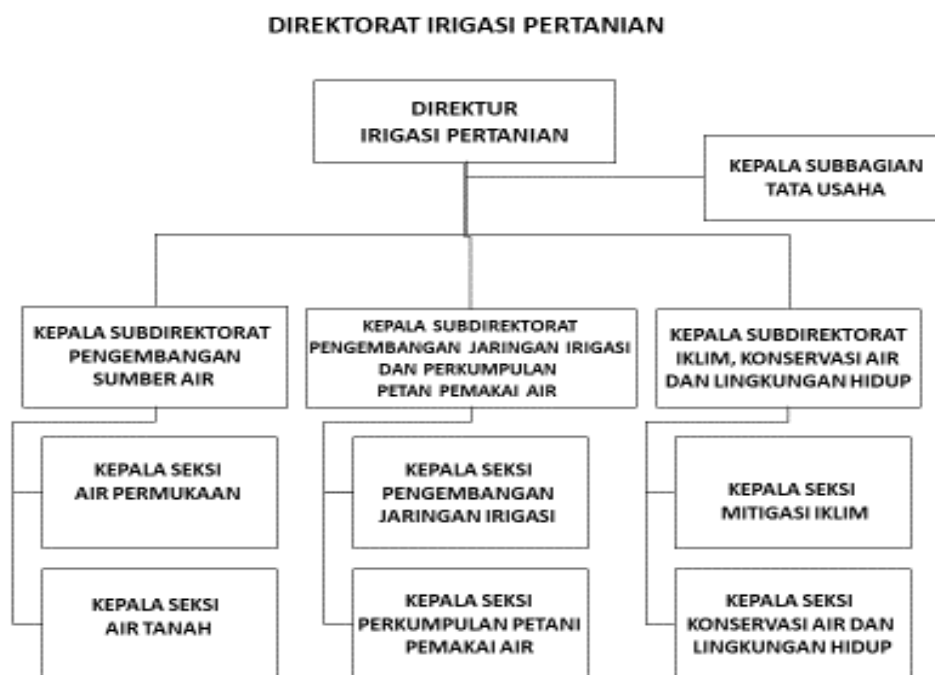 DIREKTORAT IRIGASI PERTANIAN
DIREKTUR
IRIGASI PERTANIAN
KEPALA SUBBAGIAN
TATA USAHA
KEPALA SUBDIREKTORAT
PENGEMBANGAN
SUMBER AIR
KEPALA SUBDIREKTORAT
PENGEMBANGAN JARINGAN IRIGASI
DAN PERKUMPULAN
PETAN PEMAKAI AIR
KEPALA SUBDIREKTORAT
IKLIM, KONSERVASI AIR
DAN LINGKUNGAN HIDUP
KEPALA SEKSI
AIR PERMUKAAN
KEPALA SEKSI
PENGEMBANGAN
JARINGAN IRIGASI
KEPALA SEKSI
MITIGASI IKLIM
KEPALA SEKSI
AIR TANAH
KEPALA SEKSI
PERKUMPULAN PETANI
PEMAKAI AIR
KEPALA SEKSI
KONSERVASI AIR DAN
LINGKUNGAN HIDUP